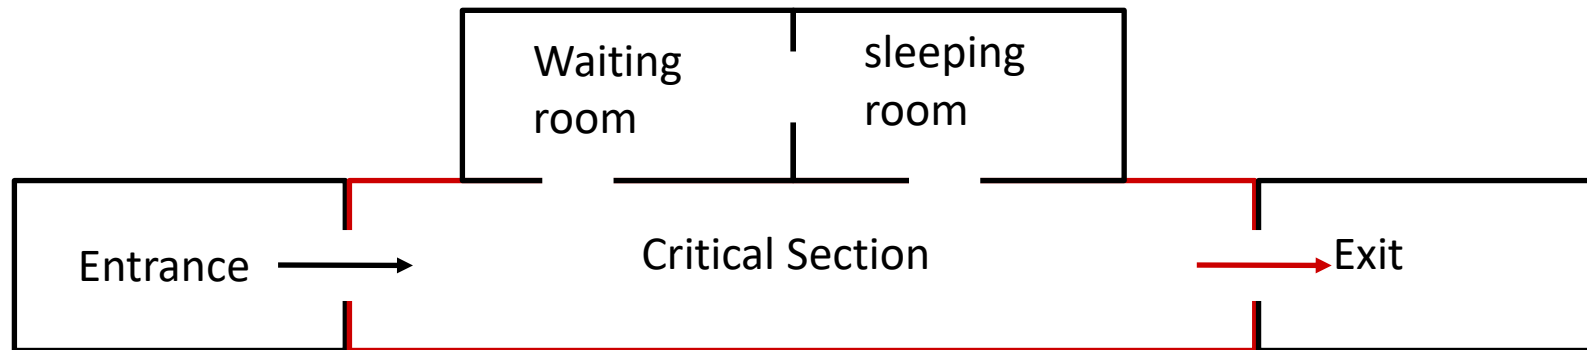 Waiting
room
sleeping
room
Entrance
Critical Section
Exit